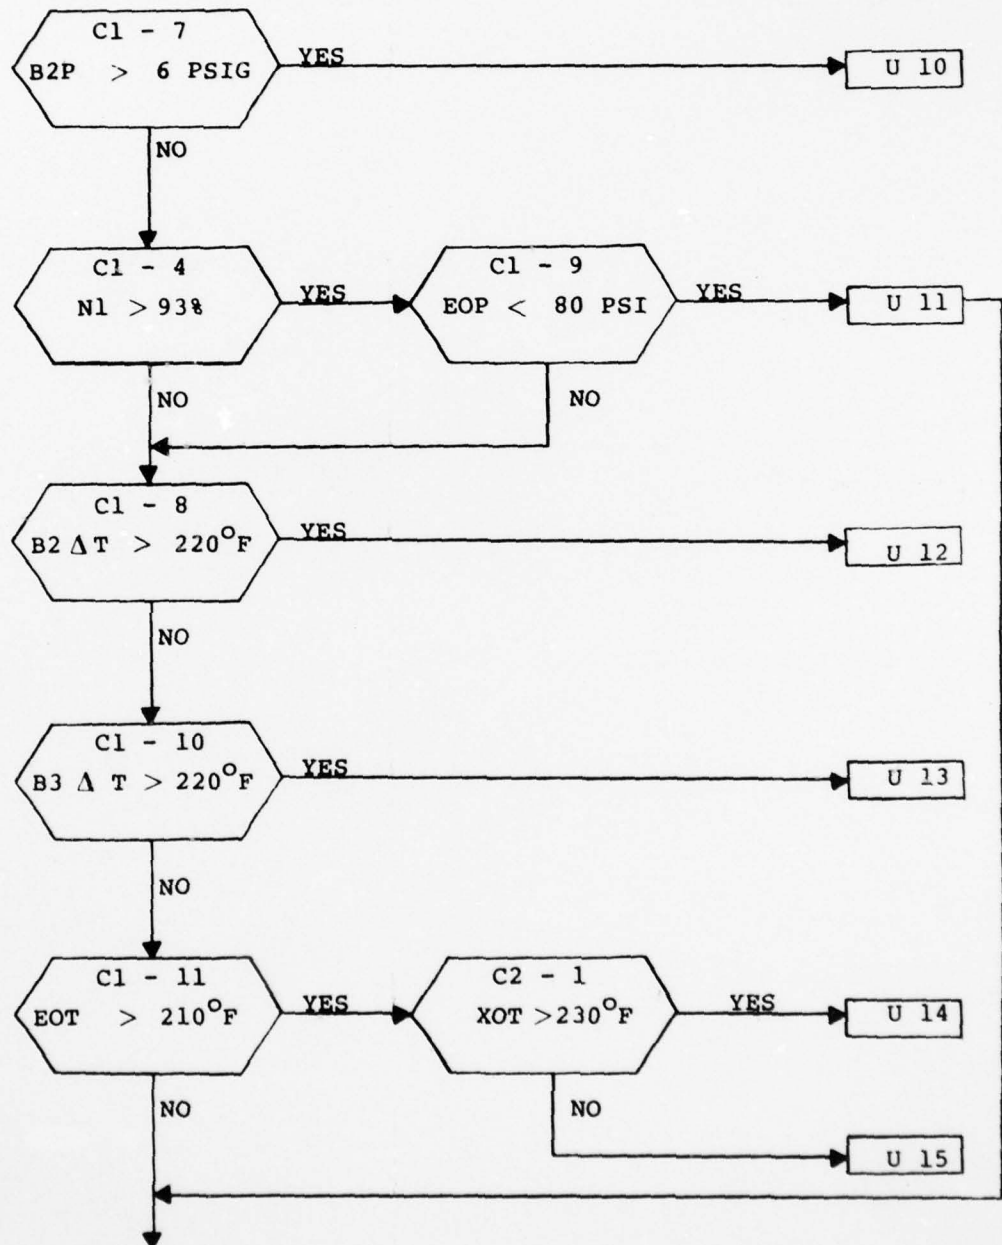 C1 - 7
B2P > 6 PSIG
YES
U 10
NO
C1 - 4
N1 > 93%
YES
C1 - 9
EOP < 80 PSI
YES
U 11
NO
NO
C1 - 8
B2 Δ T > 220°F
YES
U 12
NO
C1 - 10
B3 Δ T > 220°F
YES
U 13
NO
C1 - 11
EOT > 210°F
YES
C2 - 1
XOT > 230°F
YES
U 14
NO
NO
U 15